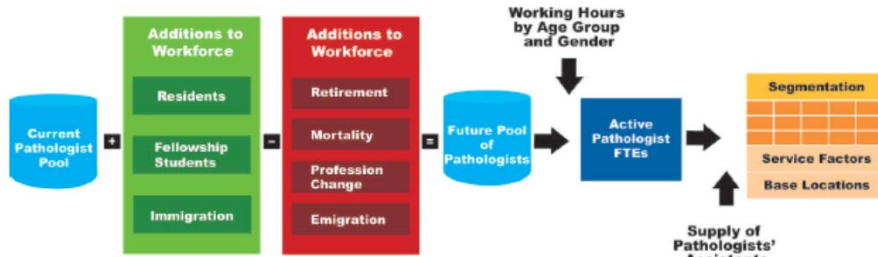 Working Hours
by Age Group
and Gender
Additions to
Workforce
Additions to
Workforce
Residents
Fellowship
Students
Immigration
Retirement
Mortality
Profession
Change
Emigration
Current
Pathologist
Pool
+
-
=
Future Pool
of
Pathologists
Active
Pathologist
FTEs
Segmentation
Service Factors
Base Locations
Supply of
Pathologists'